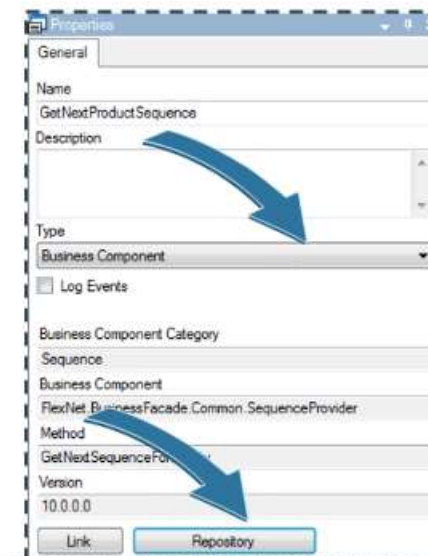 Properties
General
Name
GetNextProductSequence
Description
Type
Business Component
Log Events
Business Component Category
Sequence
Business Component
FlexNet.BusinessFacade.Common.SequenceProvider
Method
Version
10.0.0.0
Link Repository